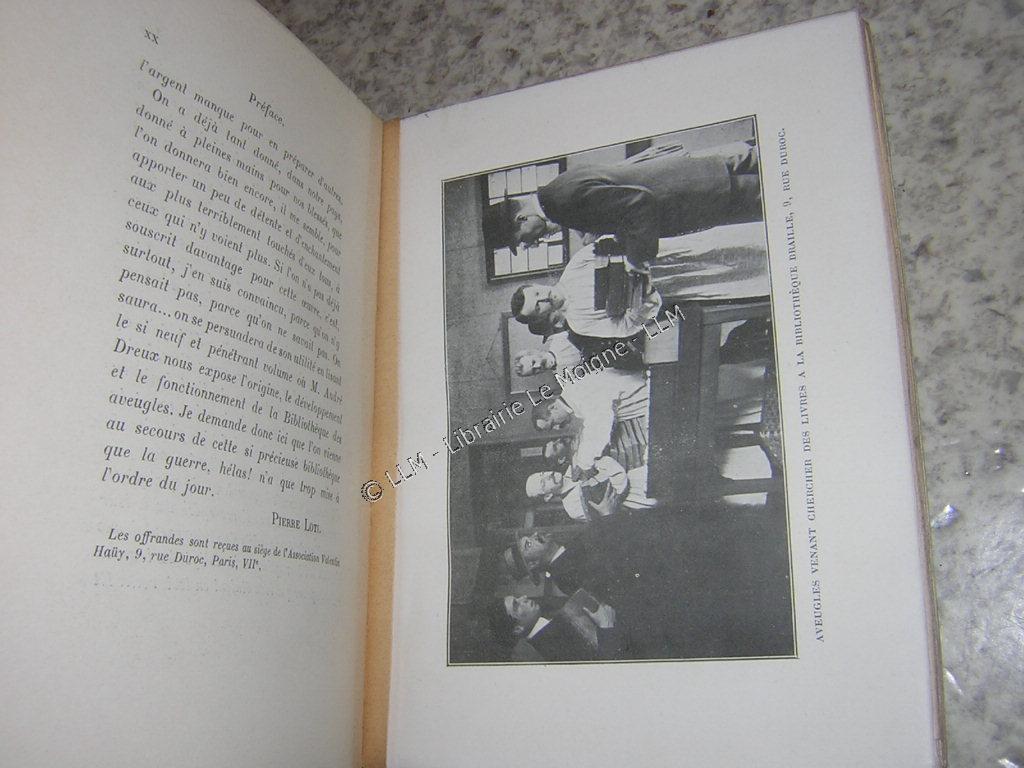 XX
Préface.
l'argent manque pour en préparer d'autres.
On a déjà tant donné, dans notre pays,
donné à pleines mains pour nos blessés, que
l'on donnera bien encore, il me semble, pour
apporter un peu de détente et d'enchantement
aux plus terriblement touchés d'eux tous, à
ceux qui n'y voient plus. Si l'on n'a pas déjà
souscrit davantage pour cette œuvre, c'est,
surtout, j'en suis convaincu, parce qu'on n'y
pensait pas, parce qu'on ne savait pas. On
saura... on se persuadera de son utilité en lisant
le si neuf et pénétrant volume où M. André
Dreux nous expose l'origine, le développement
et le fonctionnement de la Bibliothèque des
aveugles. Je demande donc ici que l'on vienne
au secours de cette si précieuse bibliothèque
que la guerre, hélas! n'a que trop mise à
l'ordre du jour.
PIERRE LOTI.
Les offrandes sont reçues au siège de l'Association Valentin
Haüy, 9, rue Duroc, Paris, VIIe.
AVEUGLES VENANT CHERCHER DES LIVRES A LA BIBLIOTHÈQUE BRAILLE, 9, RUE DUROC.
© LLM - Librairie Le Moigne - LLM